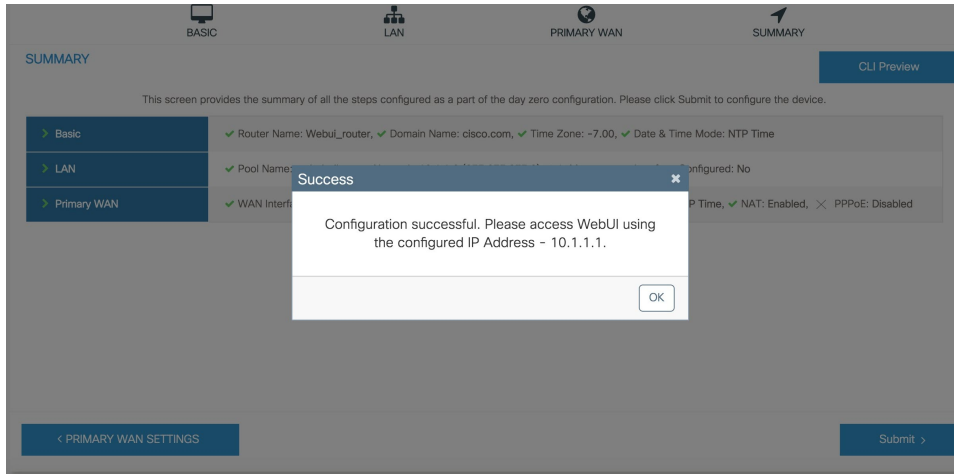 BASIC LAN PRIMARY WAN SUMMARY
SUMMARY
CLI Preview
This screen provides the summary of all the steps configured as a part of the day zero configuration. Please click Submit to configure the device.
> Basic
✔ Router Name: Webui_router, ✔ Domain Name: cisco.com, ✔ Time Zone: -7.00, ✔ Date & Time Mode: NTP Time
> LAN
✔ Pool Name: Configured: No
> Primary WAN
✔ WAN Interfa P Time, ✔ NAT: Enabled, ✕ PPPoE: Disabled
Success ✖
Configuration successful. Please access WebUI using
the configured IP Address - 10.1.1.1.
OK
< PRIMARY WAN SETTINGS
Submit >